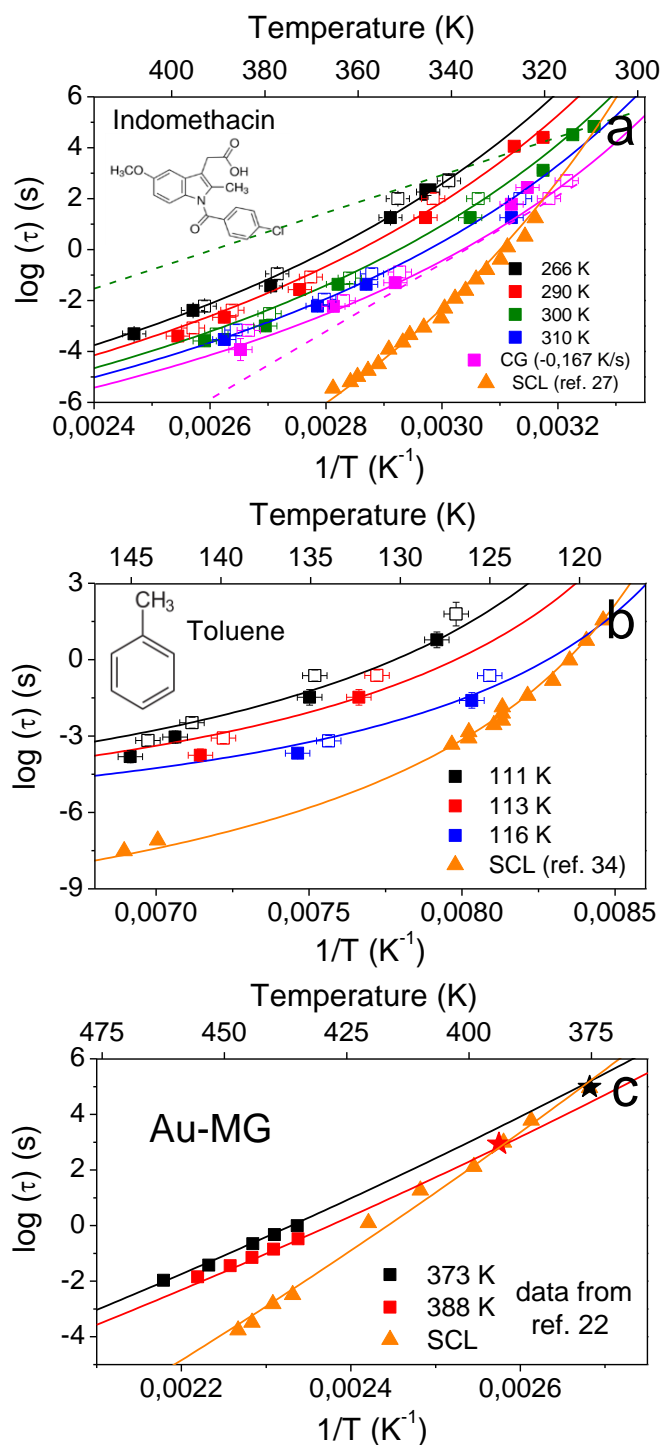 Temperature (K)
400 380 360 340 320 300
6
4
2
0
-2
-4
-6
log (τ) (s)
Indomethacin
a
O
OH
MeO
CH3
N
O
Cl
266 K
290 K
300 K
310 K
CG (-0,167 K/s)
SCL (ref. 27)
0,0024 0,0026 0,0028 0,0030 0,0032
1/T (K-1)
Temperature (K)
145 140 135 130 125 120
3
0
-3
-6
-9
log (τ) (s)
CH3
Toluene
b
111 K
113 K
116 K
SCL (ref. 34)
0,0070 0,0075 0,0080 0,0085
1/T (K-1)
Temperature (K)
475 450 425 400 375
6
4
2
0
-2
-4
log (τ) (s)
Au-MG
c
373 K
388 K
SCL
data from
ref. 22
0,0022 0,0024 0,0026
1/T (K-1)